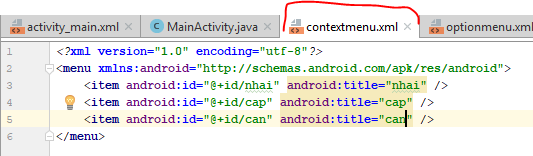 activity_main.xml MainActivity.java contextmenu.xml optionmenu.xml
1 <?xml version="1.0" encoding="utf-8"?>
2 <menu xmlns:android="http://schemas.android.com/apk/res/android">
3 <item android:id="@+id/nhai" android:title="nhai" />
4 <item android:id="@+id/cap" android:title="cap" />
5 <item android:id="@+id/can" android:title="can" />
6 </menu>